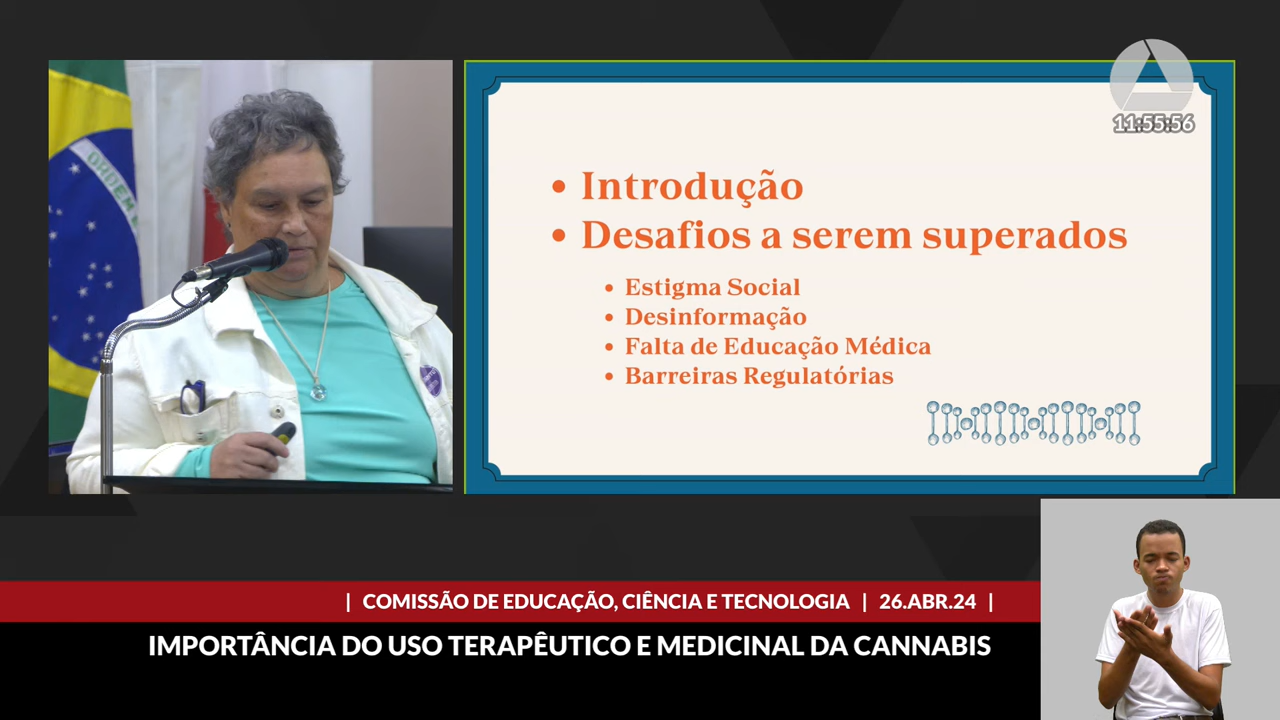 ORDEM E
11:55:56
• Introdução
• Desafios a serem superados
• Estigma Social
• Desinformação
• Falta de Educação Médica
• Barreiras Regulatórias
| COMISSÃO DE EDUCAÇÃO, CIÊNCIA E TECNOLOGIA | 26.ABR.24 |
IMPORTÂNCIA DO USO TERAPÊUTICO E MEDICINAL DA CANNABIS